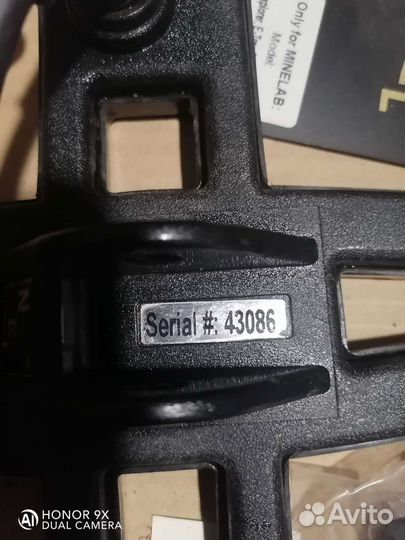 Only for MINELAB:
Model:
Serial #: 43086
HONOR 9X
DUAL CAMERA
Avito